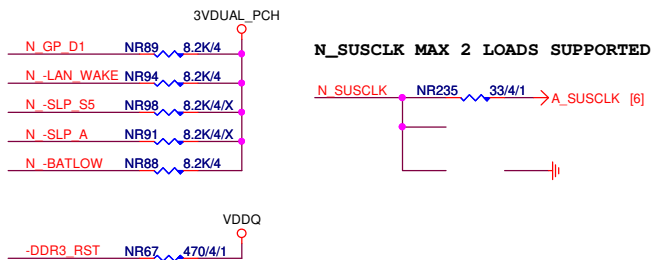 3VDUAL_PCH
N_GP_D1 NR89 8.2K/4
N_-LAN_WAKE NR94 8.2K/4
N_-SLP_S5 NR98 8.2K/4/X
N_-SLP_A NR91 8.2K/4/X
N_-BATLOW NR88 8.2K/4
N_SUSCLK MAX 2 LOADS SUPPORTED
N_SUSCLK NR235 33/4/1 A_SUSCLK [6]
VDDQ
-DDR3_RST NR67 470/4/1